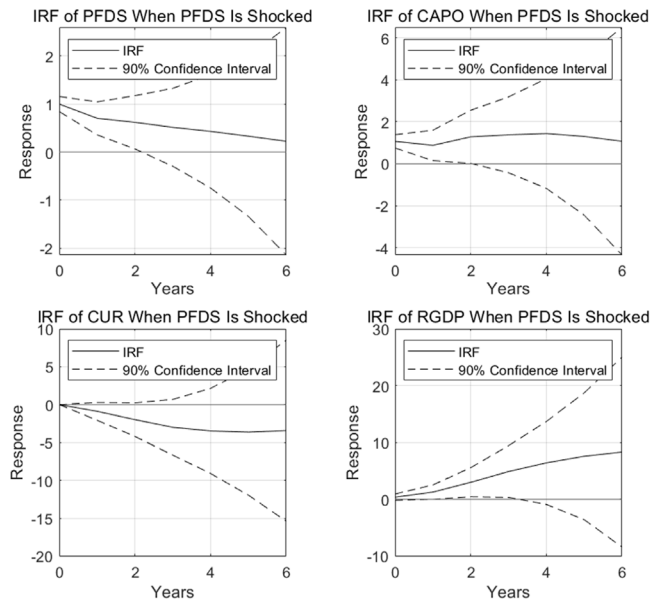 IRF of PFDS When PFDS Is Shocked
IRF
90% Confidence Interval
2
1
0
-1
-2
Response
0
2
4
6
Years
IRF of CAPO When PFDS Is Shocked
IRF
90% Confidence Interval
6
4
2
0
-2
-4
Response
0
2
4
6
Years
IRF of CUR When PFDS Is Shocked
IRF
90% Confidence Interval
10
5
0
-5
-10
-15
-20
Response
0
2
4
6
Years
IRF of RGDP When PFDS Is Shocked
IRF
90% Confidence Interval
30
20
10
0
-10
Response
0
2
4
6
Years